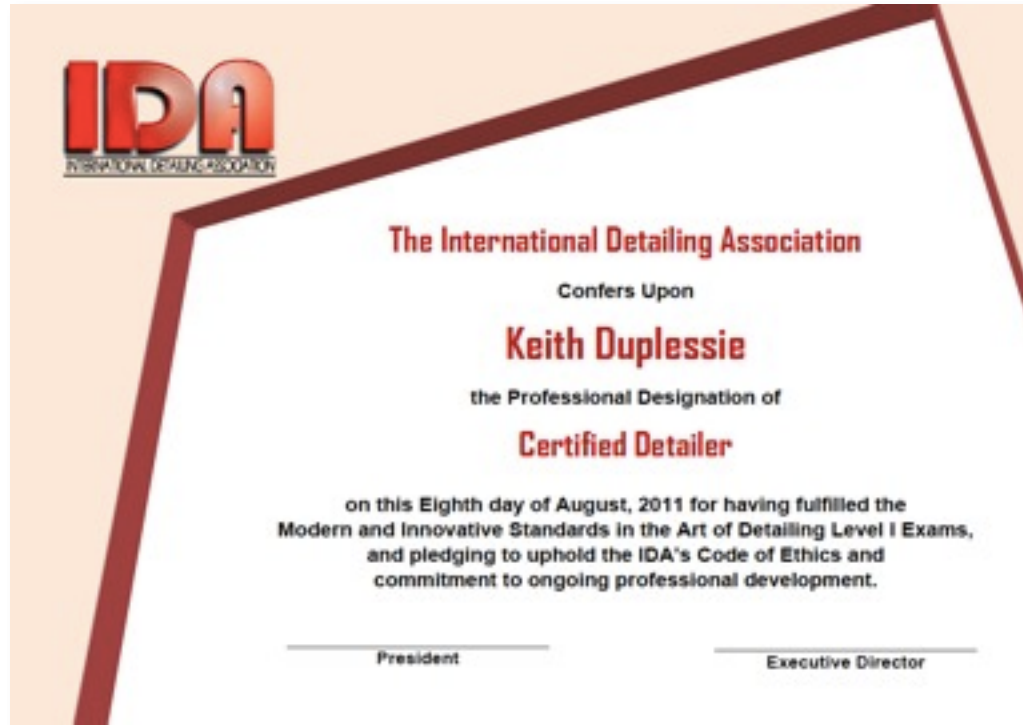 IDA
INTERNATIONAL DETAILING ASSOCIATION
The International Detailing Association
Confers Upon
Keith Duplessie
the Professional Designation of
Certified Detailer
on this Eighth day of August, 2011 for having fulfilled the
Modern and Innovative Standards in the Art of Detailing Level I Exams,
and pledging to uphold the IDA's Code of Ethics and
commitment to ongoing professional development.
President
Executive Director